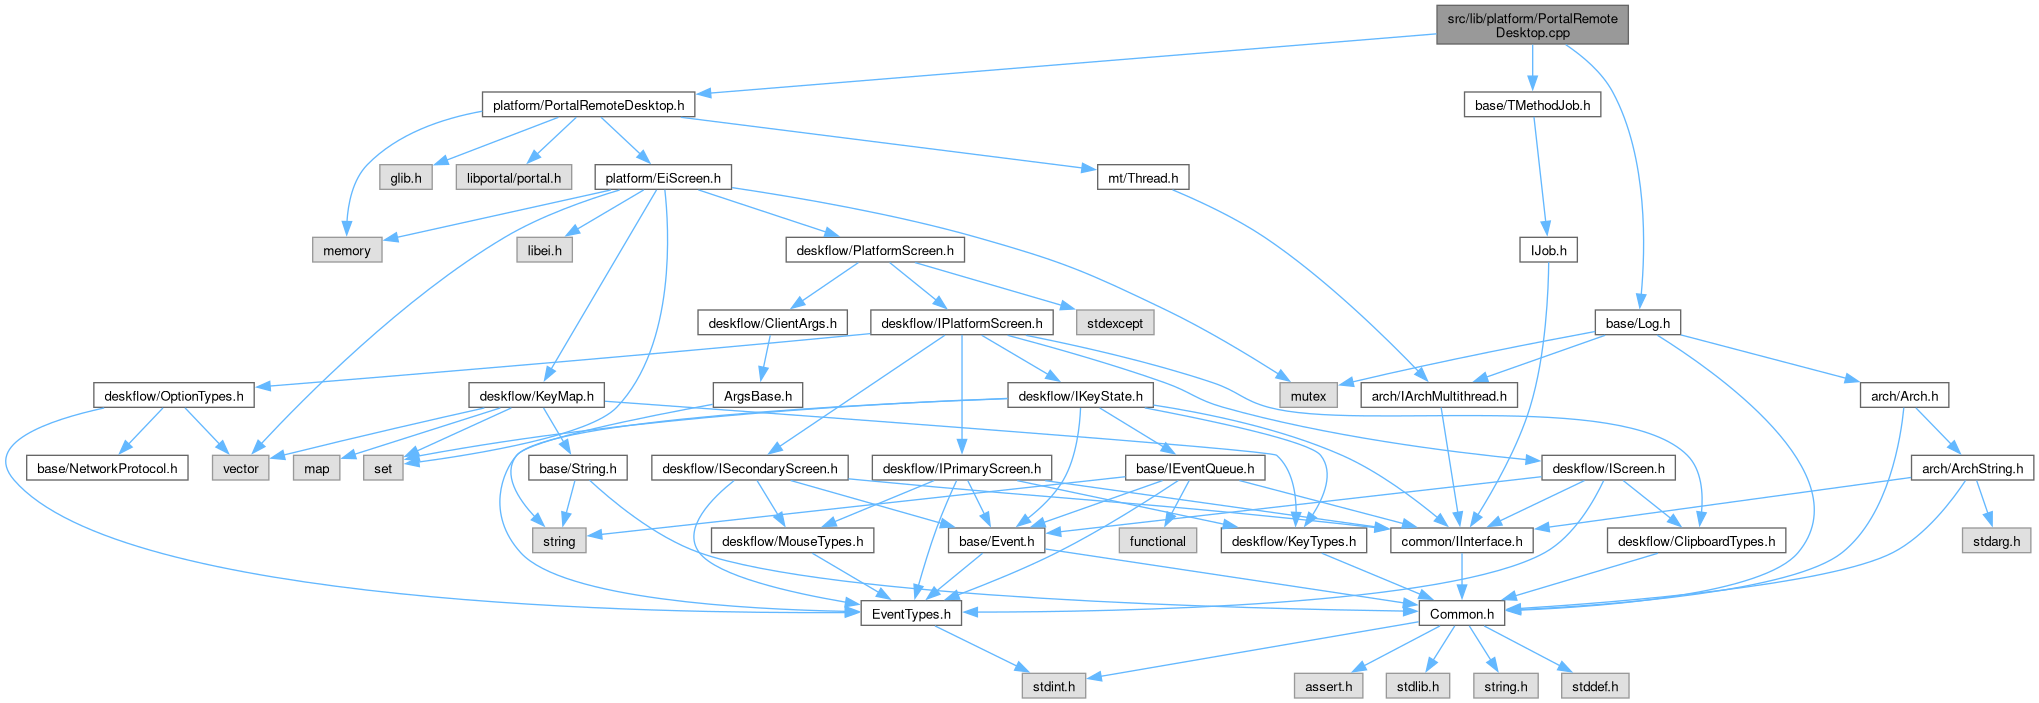 src/lib/platform/PortalRemote
Desktop.cpp
platform/PortalRemoteDesktop.h
base/TMethodJob.h
glib.h
libportal/portal.h
platform/EiScreen.h
mt/Thread.h
memory
libei.h
deskflow/PlatformScreen.h
IJob.h
deskflow/ClientArgs.h
deskflow/IPlatformScreen.h
stdexcept
base/Log.h
deskflow/OptionTypes.h
deskflow/KeyMap.h
ArgsBase.h
deskflow/IKeyState.h
mutex
arch/IArchMultithread.h
arch/Arch.h
base/NetworkProtocol.h
vector
map
set
base/String.h
deskflow/ISecondaryScreen.h
deskflow/IPrimaryScreen.h
base/IEventQueue.h
deskflow/IScreen.h
arch/ArchString.h
string
deskflow/MouseTypes.h
base/Event.h
functional
deskflow/KeyTypes.h
common/IInterface.h
deskflow/ClipboardTypes.h
stdarg.h
EventTypes.h
Common.h
stdint.h
assert.h
stdlib.h
string.h
stddef.h